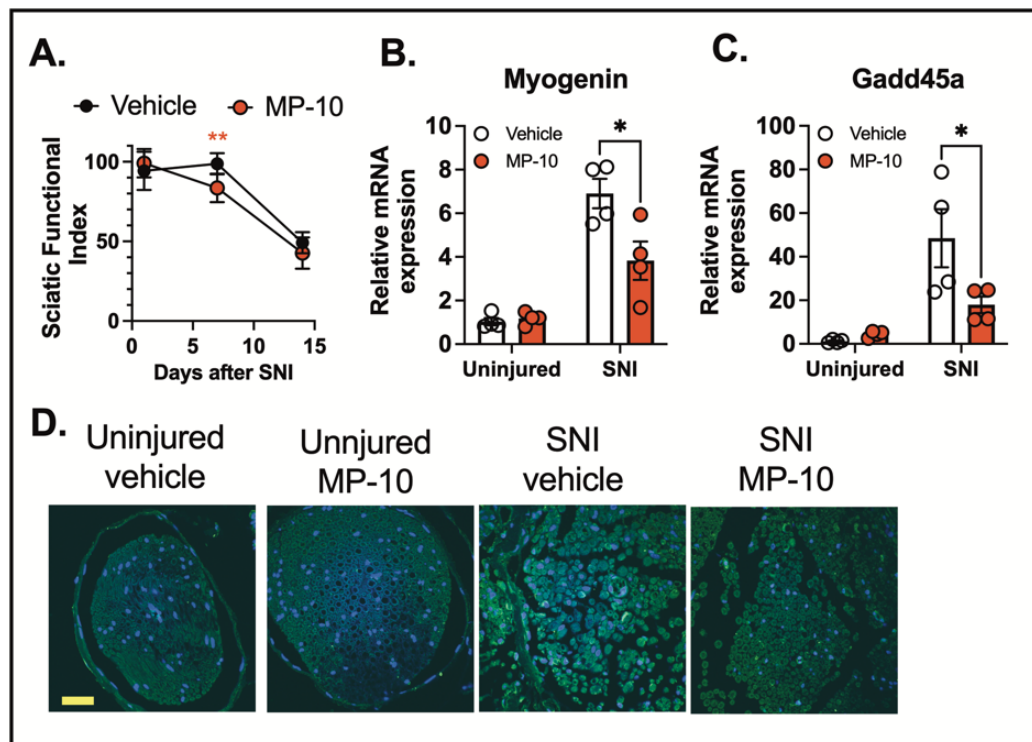 A.
Vehicle MP-10
**
100
50
0
0 5 10 15
Sciatic Functional
Index
Days after SNI
B.
Myogenin
Vehicle
MP-10
*
10
8
6
4
2
0
Relative mRNA
expression
Uninjured SNI
C.
Gadd45a
Vehicle
MP-10
*
100
80
60
40
20
0
Relative mRNA
expression
Uninjured SNI
D.
Uninjured
vehicle
Unnjured
MP-10
SNI
vehicle
SNI
MP-10